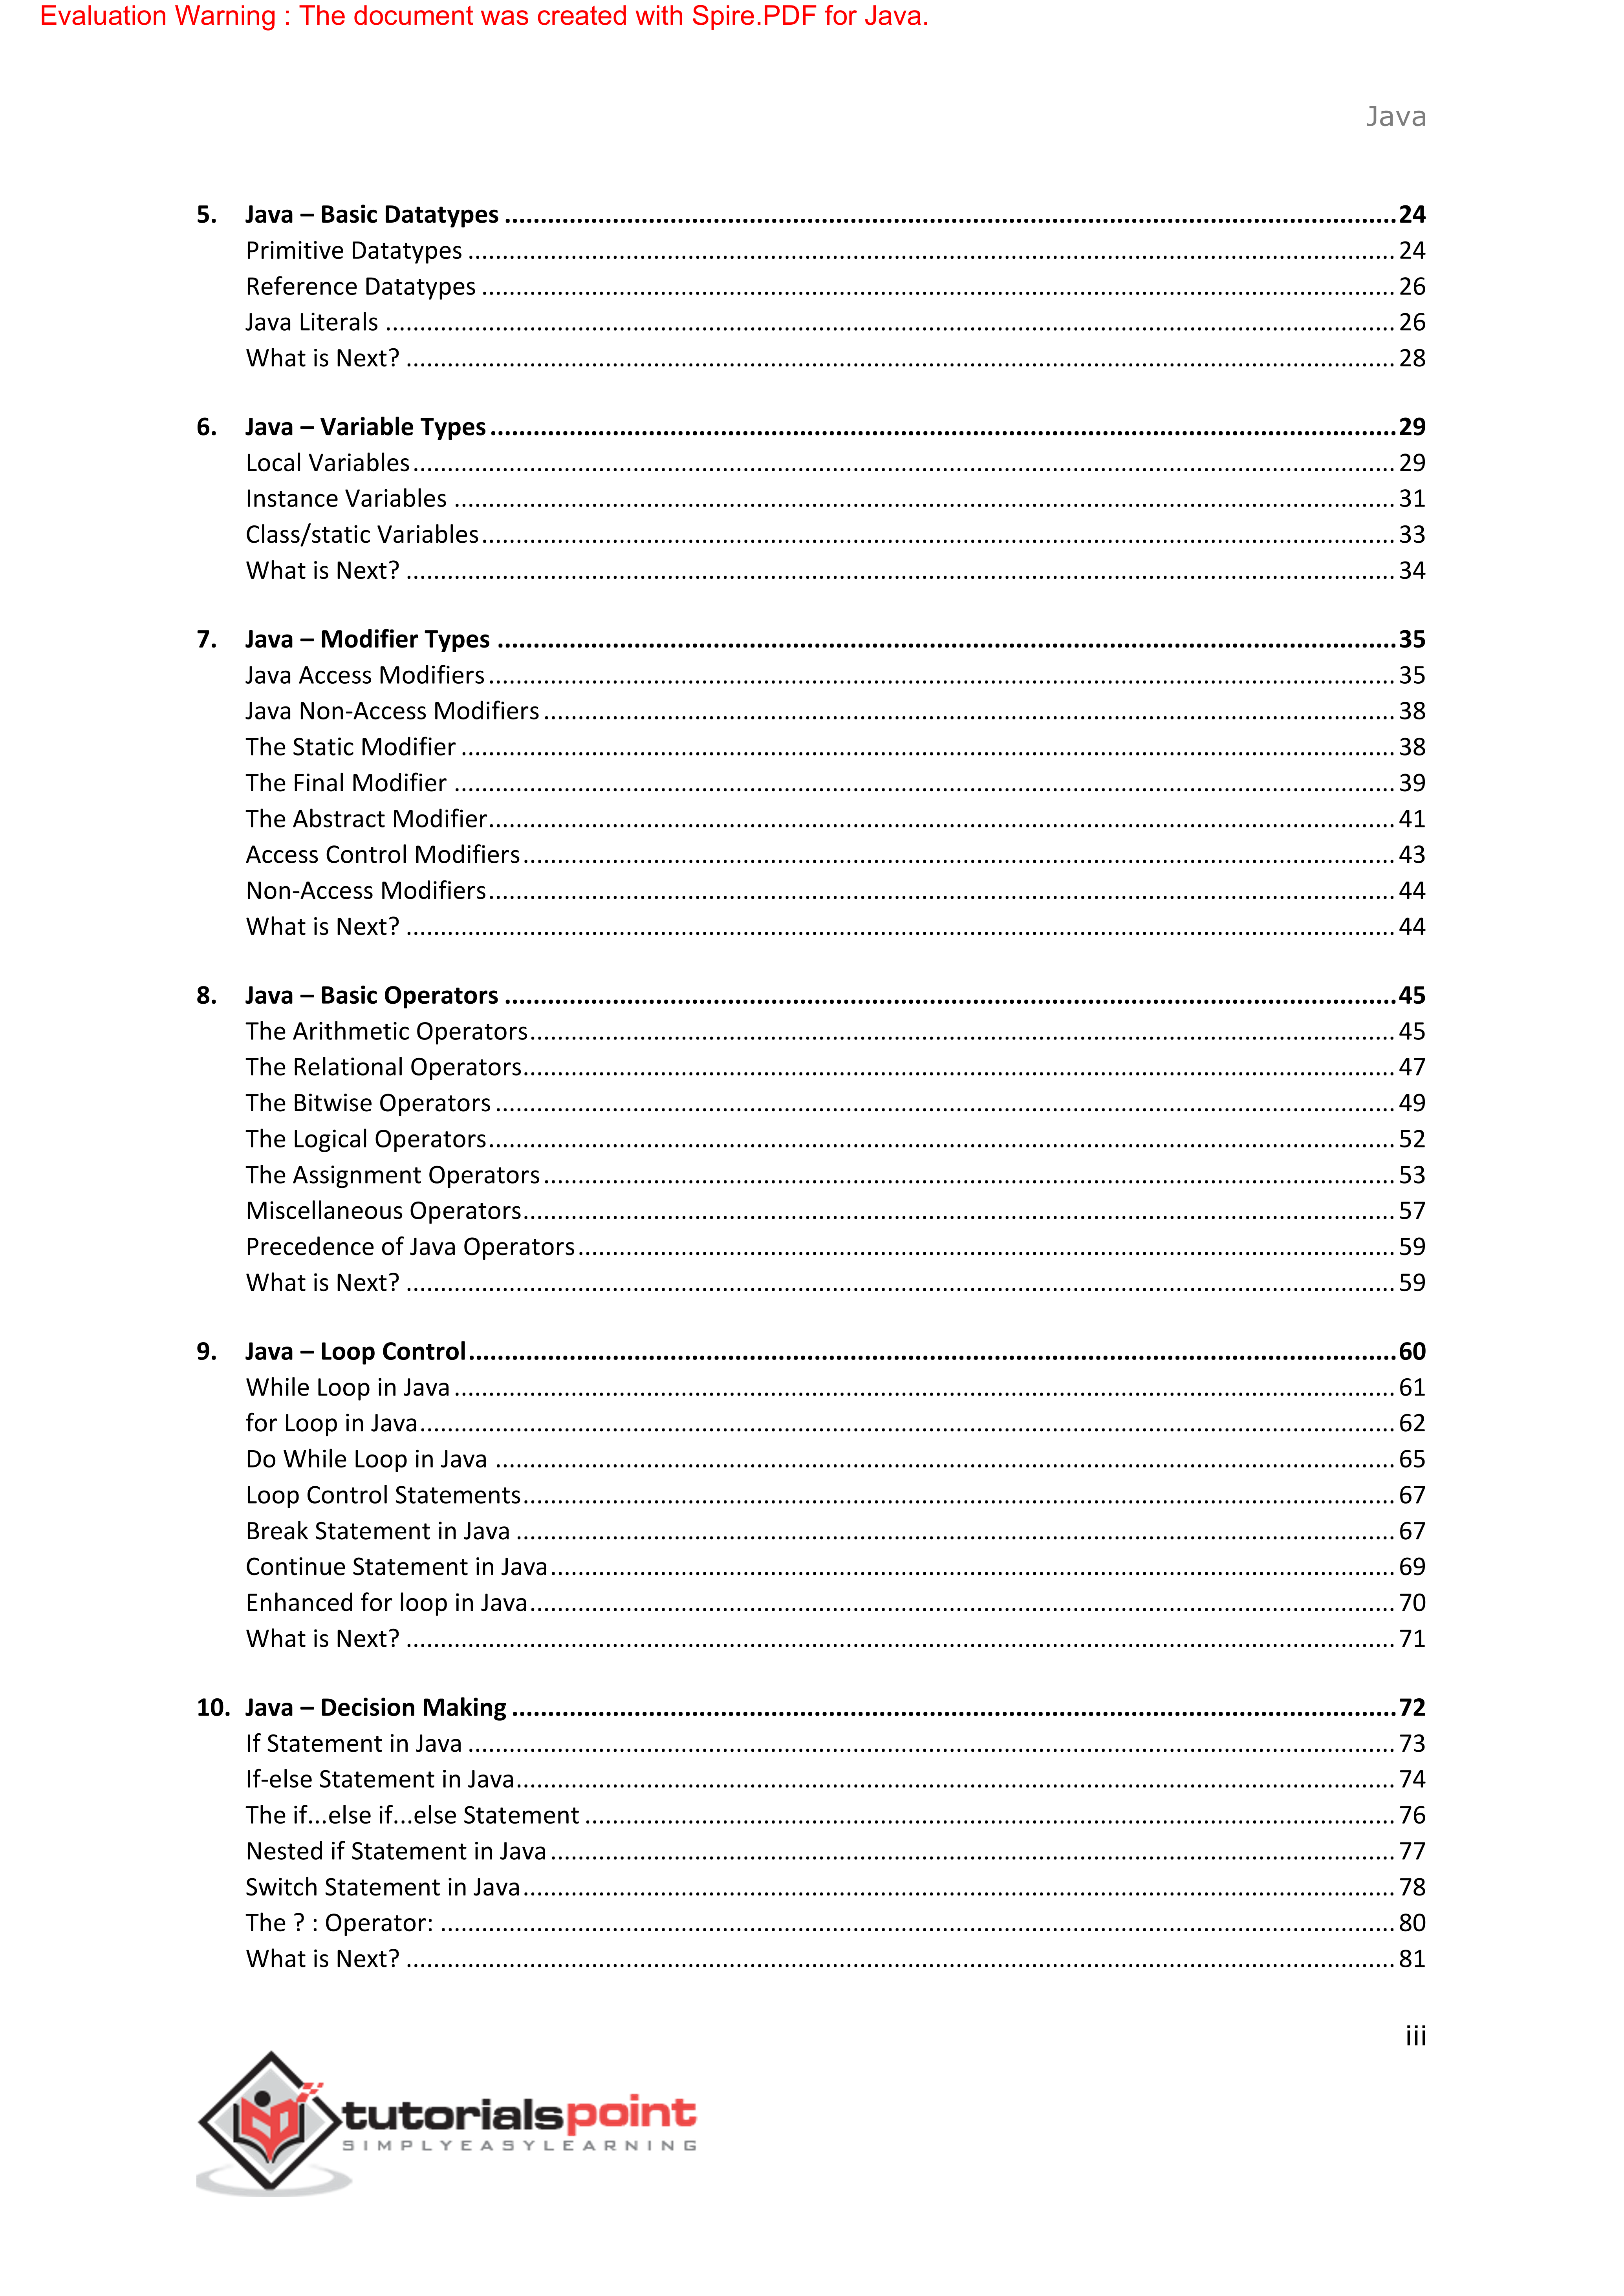 Evaluation Warning : The document was created with Spire.PDF for Java.
Java
5. Java – Basic Datatypes ........................................ 24
Primitive Datatypes ........................................ 24
Reference Datatypes ........................................ 26
Java Literals ........................................ 26
What is Next? ........................................ 28
6. Java – Variable Types ........................................ 29
Local Variables ........................................ 29
Instance Variables ........................................ 31
Class/static Variables ........................................ 33
What is Next? ........................................ 34
7. Java – Modifier Types ........................................ 35
Java Access Modifiers ........................................ 35
Java Non-Access Modifiers ........................................ 38
The Static Modifier ........................................ 38
The Final Modifier ........................................ 39
The Abstract Modifier ........................................ 41
Access Control Modifiers ........................................ 43
Non-Access Modifiers ........................................ 44
What is Next? ........................................ 44
8. Java – Basic Operators ........................................ 45
The Arithmetic Operators ........................................ 45
The Relational Operators ........................................ 47
The Bitwise Operators ........................................ 49
The Logical Operators ........................................ 52
The Assignment Operators ........................................ 53
Miscellaneous Operators ........................................ 57
Precedence of Java Operators ........................................ 59
What is Next? ........................................ 59
9. Java – Loop Control ........................................ 60
While Loop in Java ........................................ 61
for Loop in Java ........................................ 62
Do While Loop in Java ........................................ 65
Loop Control Statements ........................................ 67
Break Statement in Java ........................................ 67
Continue Statement in Java ........................................ 69
Enhanced for loop in Java ........................................ 70
What is Next? ........................................ 71
10. Java – Decision Making ........................................ 72
If Statement in Java ........................................ 73
If-else Statement in Java ........................................ 74
The if...else if...else Statement ........................................ 76
Nested if Statement in Java ........................................ 77
Switch Statement in Java ........................................ 78
The ? : Operator: ........................................ 80
What is Next? ........................................ 81
iii
tutorialspoint
SIMPLYEASYLEARNING